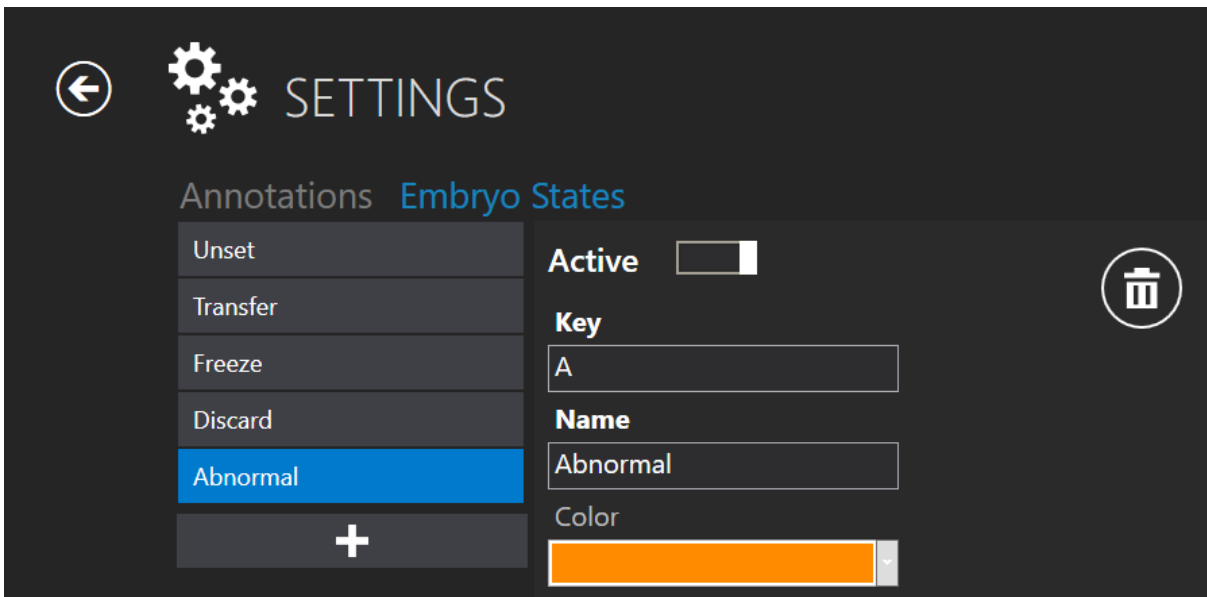 SETTINGS
Annotations Embryo States
Unset
Transfer
Freeze
Discard
Abnormal
Active
Key
A
Name
Abnormal
Color